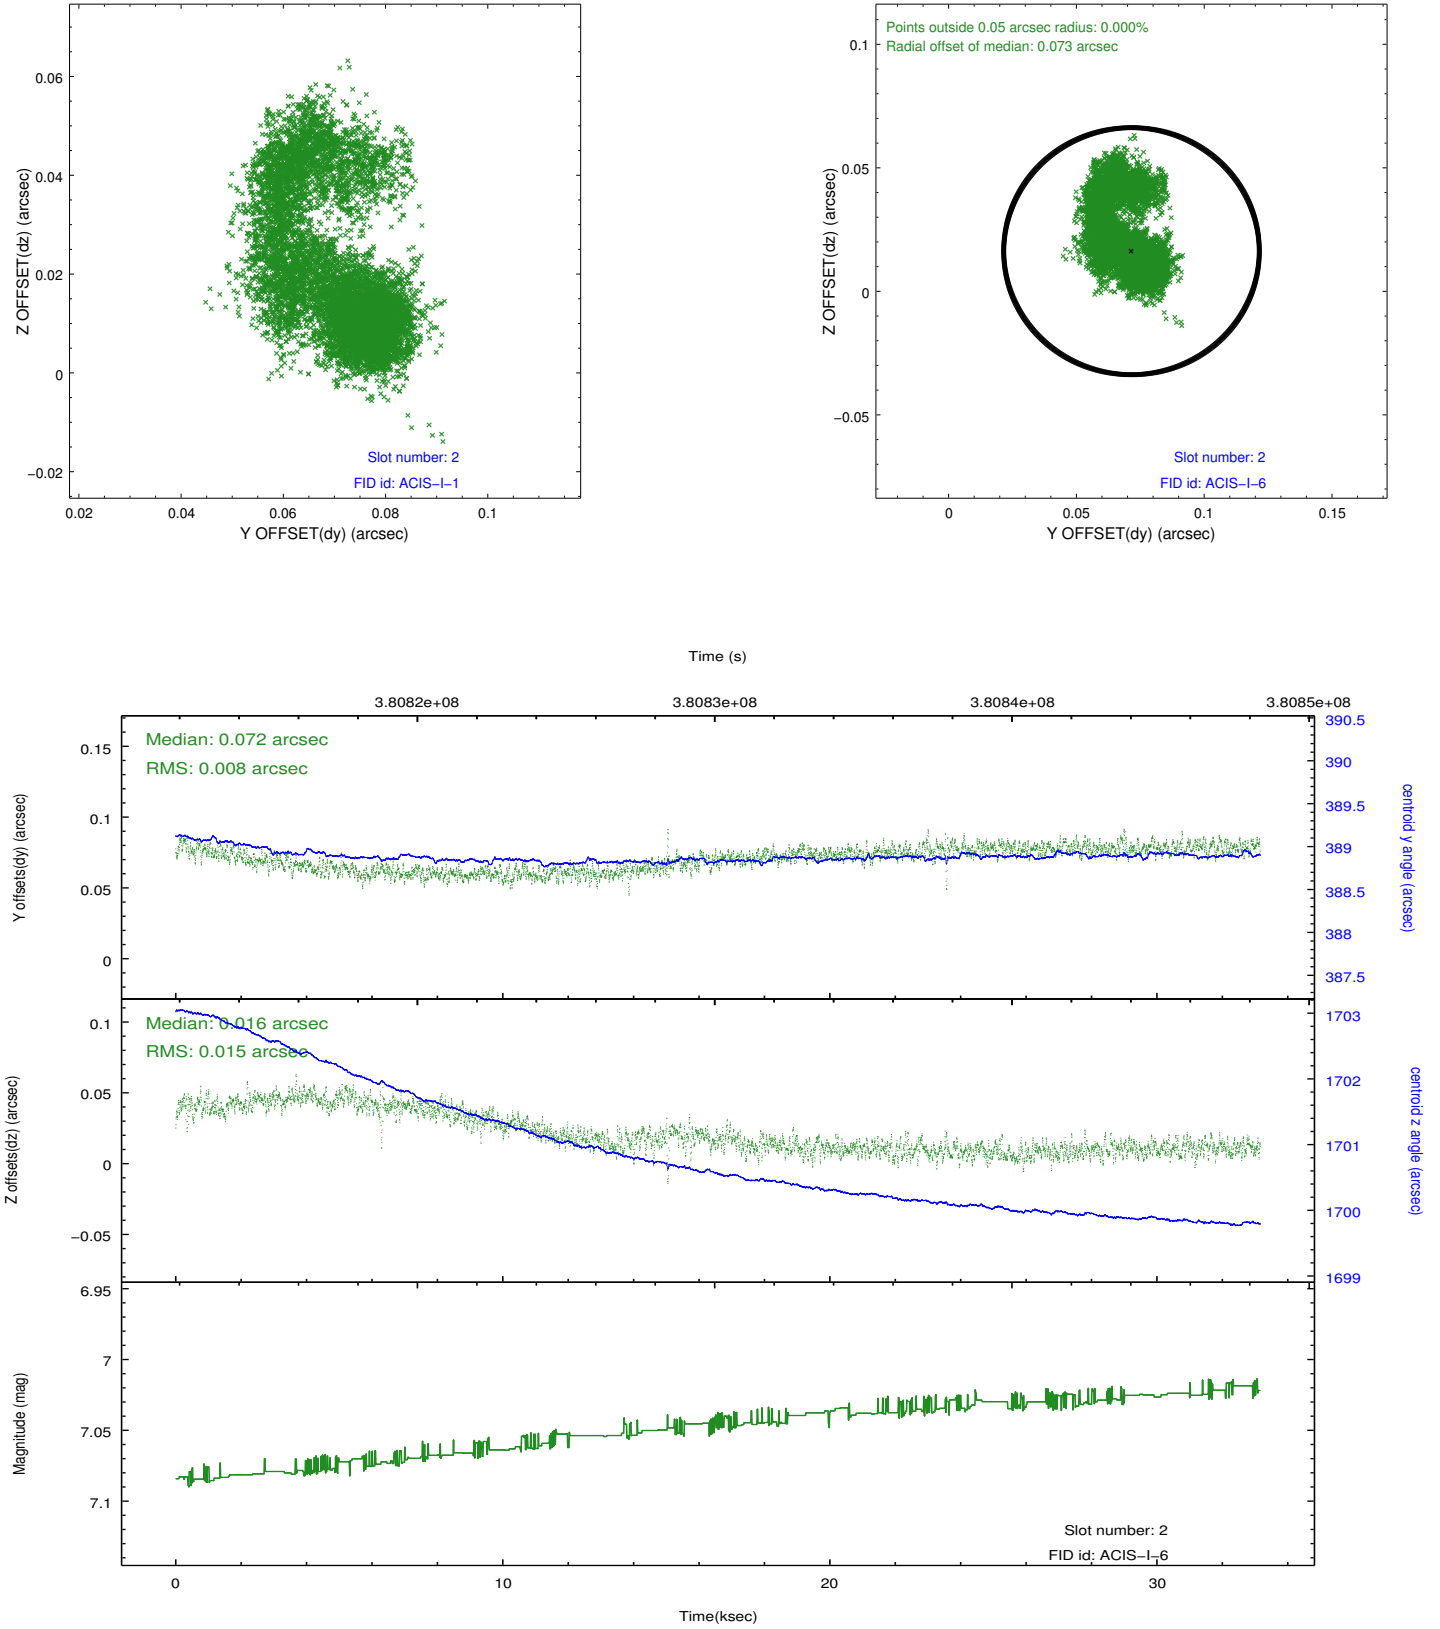 0.06
0.04
0.02
0
−0.02
Z OFFSET(dz) (arcsec)
Slot number: 2
FID id: ACIS−I−1
0.02
0.04
0.06
0.08
0.1
Y OFFSET(dy) (arcsec)
Points outside 0.05 arcsec radius: 0.000%
Radial offset of median: 0.073 arcsec
0.1
0.05
0
−0.05
Z OFFSET(dz) (arcsec)
Slot number: 2
FID id: ACIS−I−6
0
0.05
0.1
0.15
Y OFFSET(dy) (arcsec)
Time (s)
3.8082e+08
3.8083e+08
3.8084e+08
3.8085e+08
Median: 0.072 arcsec
RMS: 0.008 arcsec
0.15
0.1
0.05
0
Y offsets(dy) (arcsec)
390.5
390
389.5
389
388.5
388
387.5
centroid y angle (arcsec)
Median: 0.016 arcsec
RMS: 0.015 arcsec
0.1
0.05
0
−0.05
Z offsets(dz) (arcsec)
1703
1702
1701
1700
1699
centroid z angle (arcsec)
6.95
7
7.05
7.1
Magnitude (mag)
Slot number: 2
FID id: ACIS−I−6
0
10
20
30
Time(ksec)